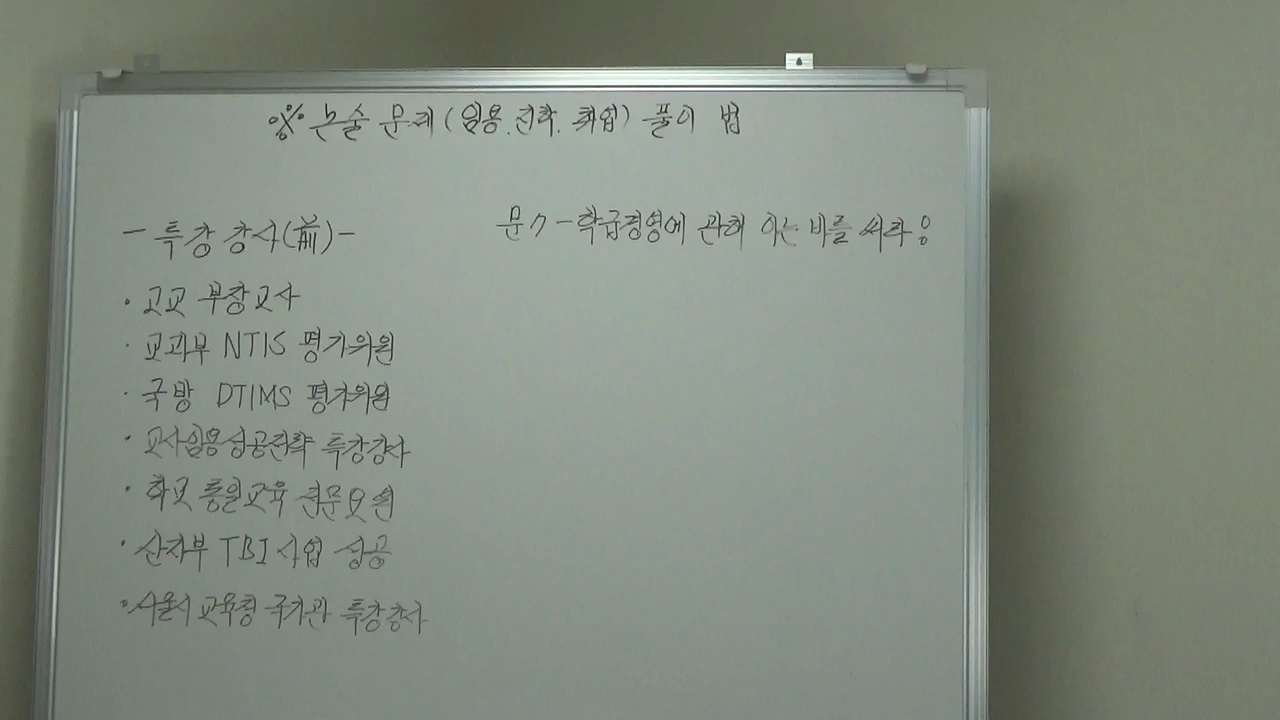 ※ 논술 문제(임용.진학.취업) 풀이 법
- 특강 강사(前) -
· 고교 부장교사
· 교과부 NTIS 평가위원
· 국방 DTIMS 평가위원
· 교사임용성공전략 특강강사
· 학교 통일교육 전문요원
· 산자부 TBI 사업 성공
· 서울시 교육청 국가관 특강강사
문7 - 학급경영에 관해 아는 바를 써라